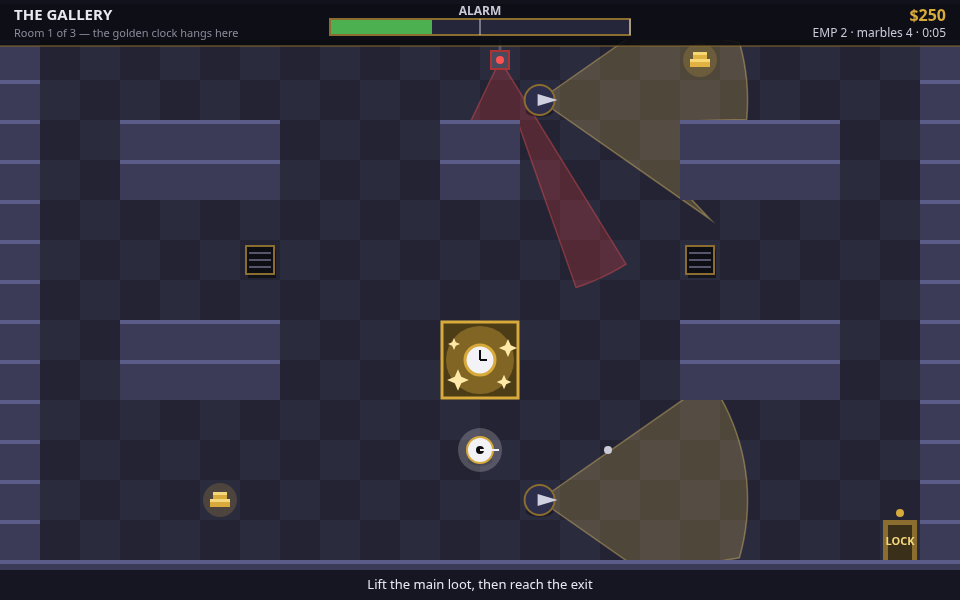 THE GALLERY
Room 1 of 3 — the golden clock hangs here
ALARM
$250
EMP 2 · marbles 4 · 0:05
LOCK
Lift the main loot, then reach the exit